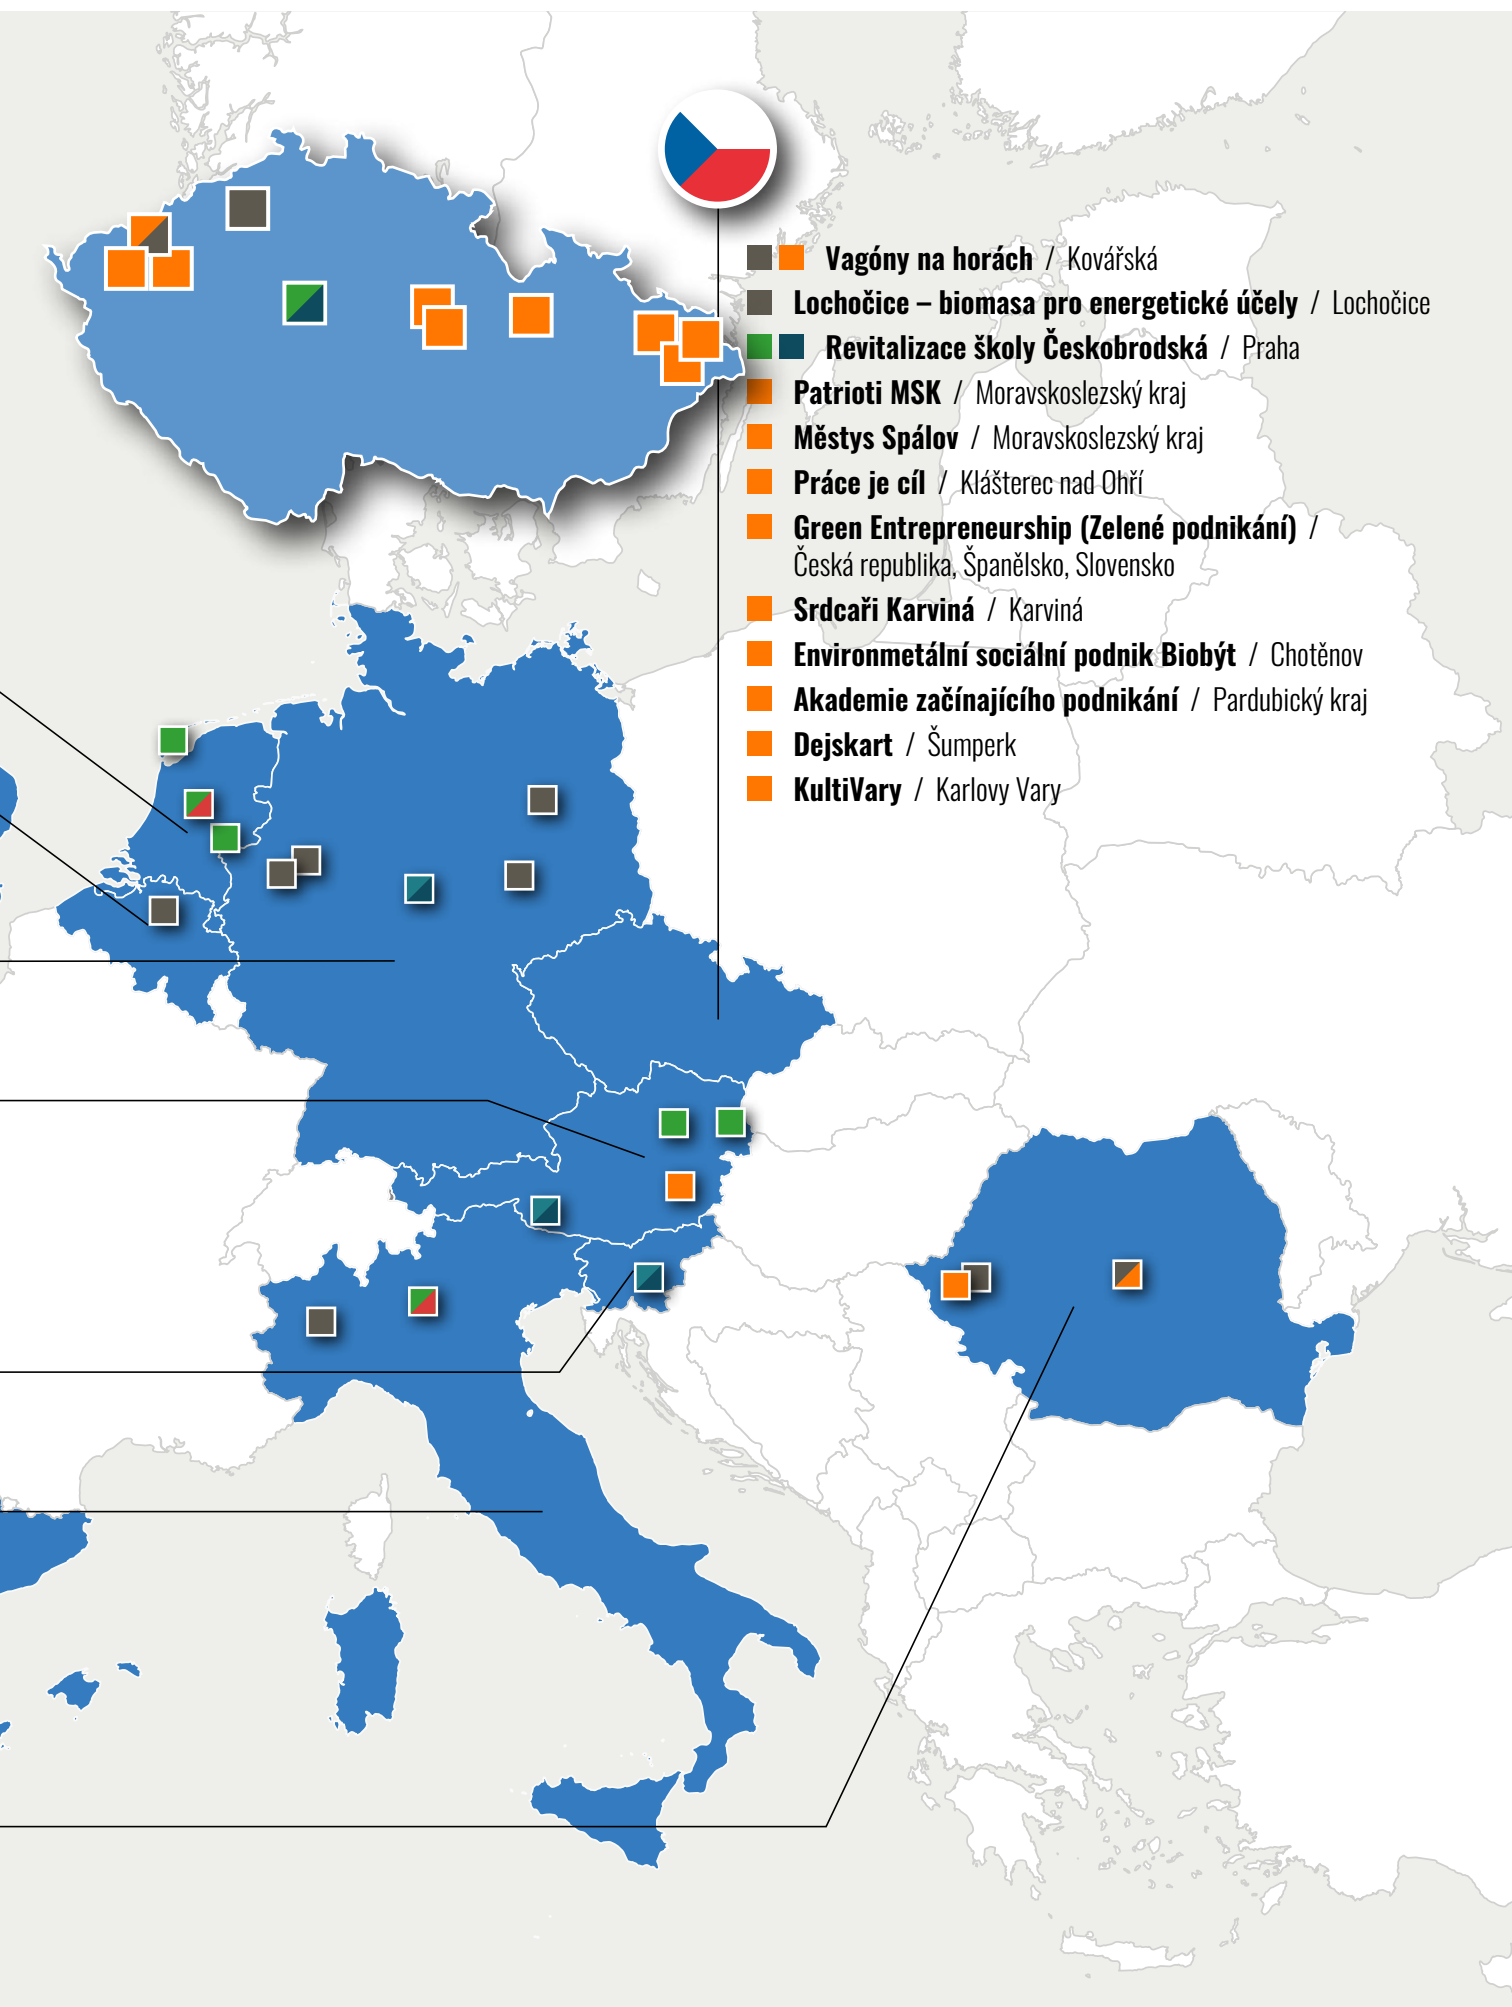 Vagóny na horách / Kovářská
Lochočice – biomasa pro energetické účely / Lochočice
Revitalizace školy Českobrodská / Praha
Patrioti MSK / Moravskoslezský kraj
Městys Spálov / Moravskoslezský kraj
Práce je cíl / Klášterec nad Ohří
Green Entrepreneurship (Zelené podnikání) /
Česká republika, Španělsko, Slovensko
Srdcaři Karviná / Karviná
Environmetální sociální podnik Biobýt / Chotěnov
Akademie začínajícího podnikání / Pardubický kraj
Dejskart / Šumperk
KultiVary / Karlovy Vary